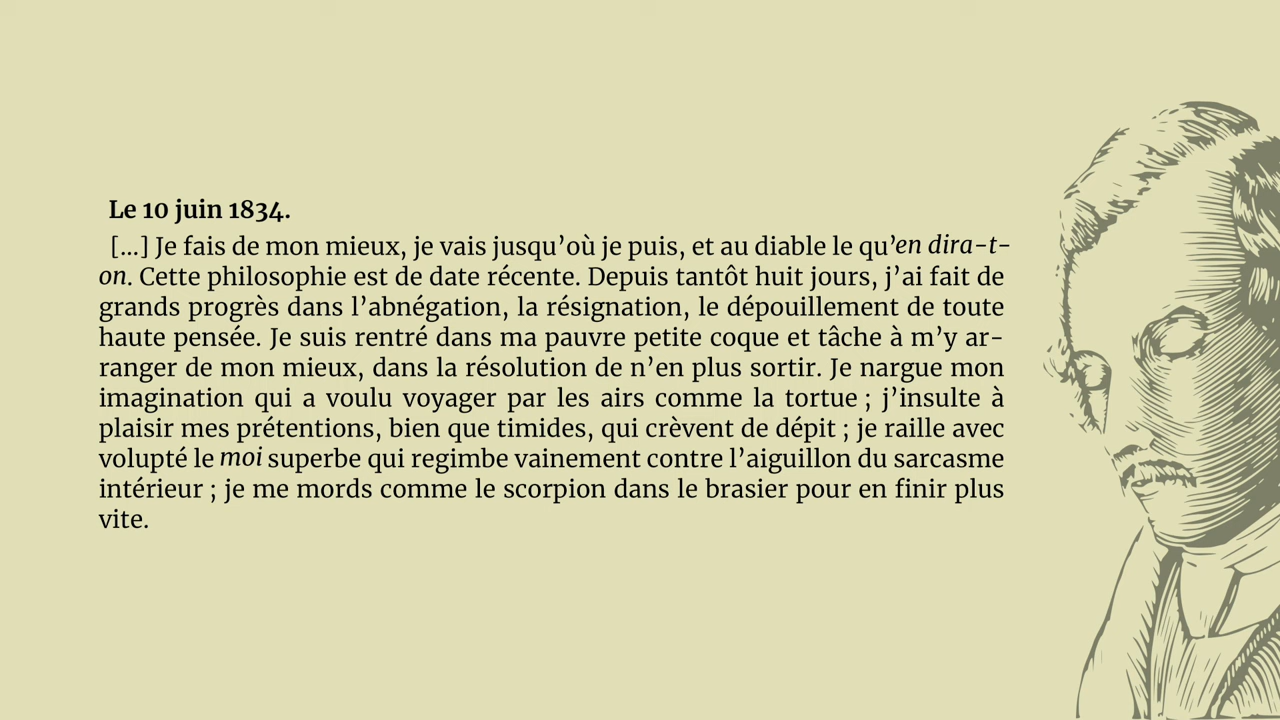 Le 10 juin 1834.
[...] Je fais de mon mieux, je vais jusqu’où je puis, et au diable le qu’en dira-t-
on. Cette philosophie est de date récente. Depuis tantôt huit jours, j’ai fait de
grands progrès dans l’abnégation, la résignation, le dépouillement de toute
haute pensée. Je suis rentré dans ma pauvre petite coque et tâche à m’y ar-
ranger de mon mieux, dans la résolution de n’en plus sortir. Je nargue mon
imagination qui a voulu voyager par les airs comme la tortue ; j’insulte à
plaisir mes prétentions, bien que timides, qui crèvent de dépit ; je raille avec
volupté le moi superbe qui regimbe vainement contre l’aiguillon du sarcasme
intérieur ; je me mords comme le scorpion dans le brasier pour en finir plus
vite.